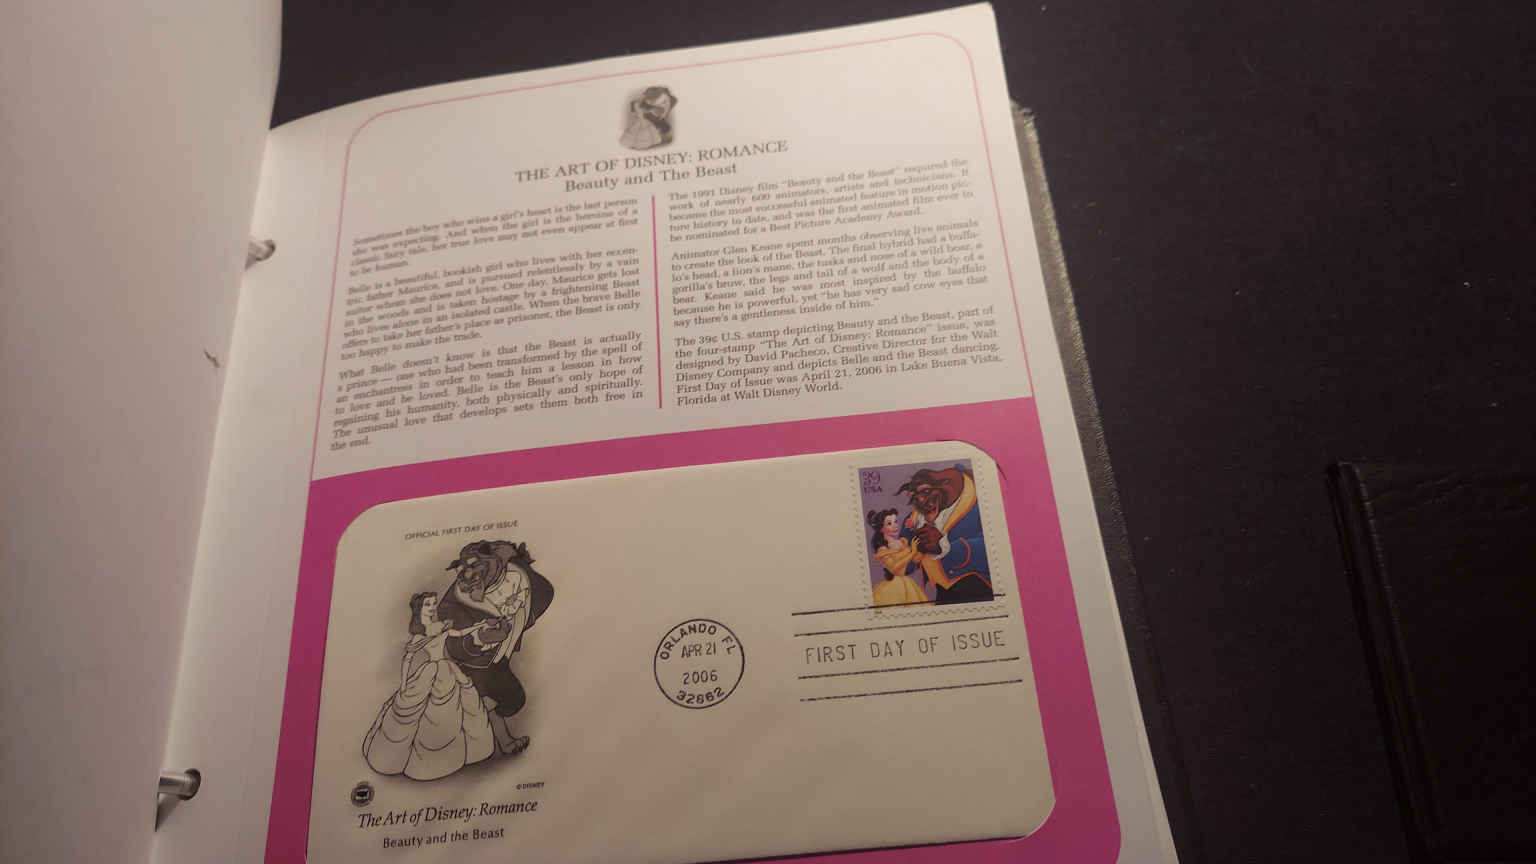 THE ART OF DISNEY: ROMANCE
Beauty and The Beast
Sometimes the boy who wins a girl's heart is the last person
she was expecting. And when the girl is the heroine of a
classic fairy tale, her true love may not even appear at first
to be human.
Belle is a beautiful, bookish girl who lives with her eccen-
tric father Maurice, and is pursued relentlessly by a vain
suitor whom she does not love. One day, Maurice gets lost
in the woods and is taken hostage by a frightening Beast
who lives alone in an isolated castle. When the brave Belle
offers to take her father's place as prisoner, the Beast is only
too happy to make the trade.
What Belle doesn't know is that the Beast is actually
a prince — one who had been transformed by the spell of
an enchantress in order to teach him a lesson in how
to love and be loved. Belle is the Beast's only hope of
regaining his humanity, both physically and spiritually.
The unusual love that develops sets them both free in
the end.
The 1991 Disney film "Beauty and the Beast" required the
work of nearly 600 animators, artists and technicians. It
became the most successful animated feature in motion pic-
ture history to date, and was the first animated film ever to
be nominated for a Best Picture Academy Award.
Animator Glen Keane spent months observing live animals
to create the look of the Beast. The final hybrid had a buffa-
lo's head, a lion's mane, the tusks and nose of a wild boar, a
gorilla's brow, the legs and tail of a wolf and the body of a
bear. Keane said he was most inspired by the buffalo
because he is powerful, yet "he has very sad cow eyes that
say there's a gentleness inside of him."
The 39¢ U.S. stamp depicting Beauty and the Beast, part of
the four-stamp "The Art of Disney: Romance" issue, was
designed by David Pacheco, Creative Director for the Walt
Disney Company and depicts Belle and the Beast dancing.
First Day of Issue was April 21, 2006 in Lake Buena Vista,
Florida at Walt Disney World.
OFFICIAL FIRST DAY OF ISSUE
39
USA
ORLANDO FL
APR 21
2006
32862
FIRST DAY OF ISSUE
© DISNEY
The Art of Disney: Romance
Beauty and the Beast